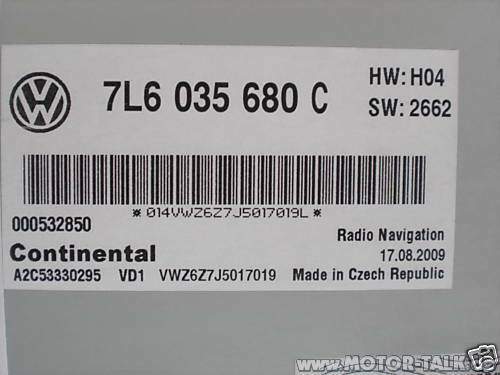 VW
7L6 035 680 C
HW: H04
SW: 2662
*014VWZ6Z7J5017019L*
000532850
Continental
Radio Navigation
17.08.2009
A2C53330295 VD1 VWZ6Z7J5017019 Made in Czech Republic
www.MOTOR-TALK